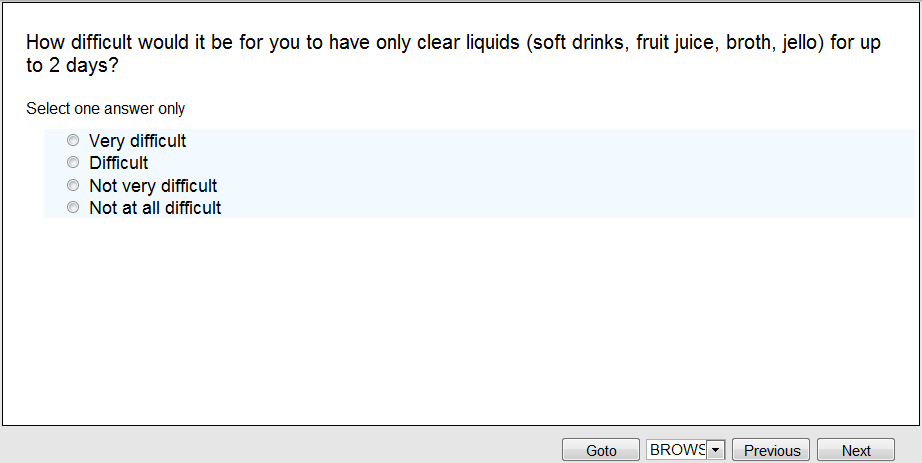 How difficult would it be for you to have only clear liquids (soft drinks, fruit juice, broth, jello) for up
to 2 days?
Select one answer only
Very difficult
Difficult
Not very difficult
Not at all difficult
Goto BROWS Previous Next